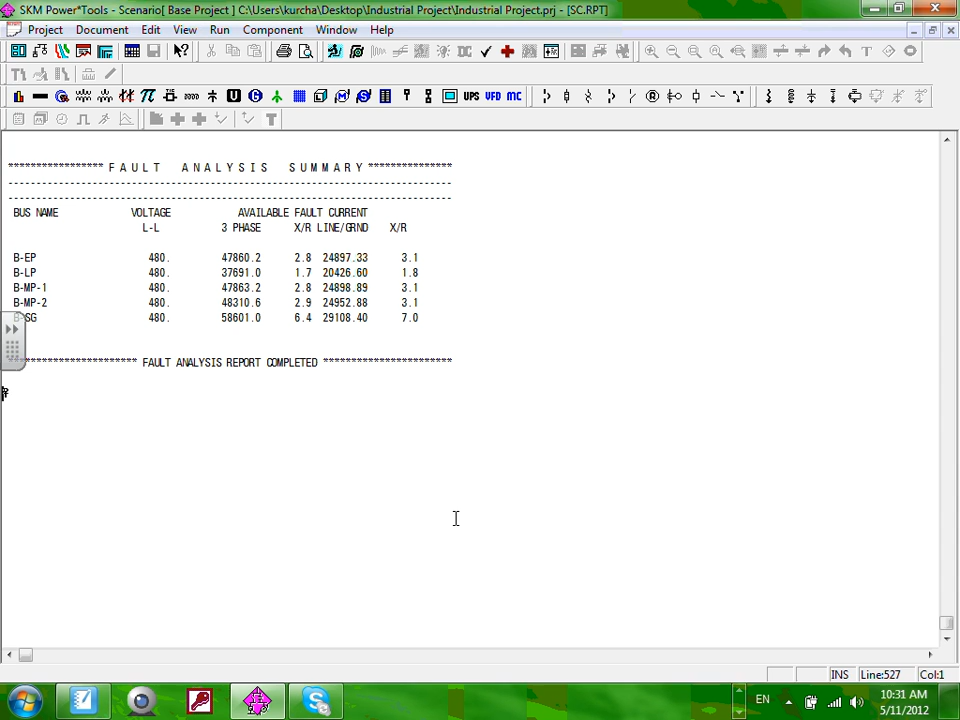 SKM Power*Tools - Scenario[ Base Project ] C:\Users\kurcha\Desktop\Industrial Project\Industrial Project.prj - [SC.RPT]
Project Document Edit View Run Component Window Help
DC
T
UPS VFD MC
T
***************** F A U L T   A N A L Y S I S   S U M M A R Y ***************
BUS NAME VOLTAGE AVAILABLE FAULT CURRENT
L-L 3 PHASE X/R LINE/GRND X/R
B-EP 480. 47860.2 2.8 24897.33 3.1
B-LP 480. 37691.0 1.7 20426.60 1.8
B-MP-1 480. 47863.2 2.8 24898.89 3.1
B-MP-2 480. 48310.6 2.9 24952.88 3.1
B-SG 480. 58601.0 6.4 29108.40 7.0
********************* FAULT ANALYSIS REPORT COMPLETED ***********************
INS Line:527 Col:1
EN 10:31 AM
5/11/2012